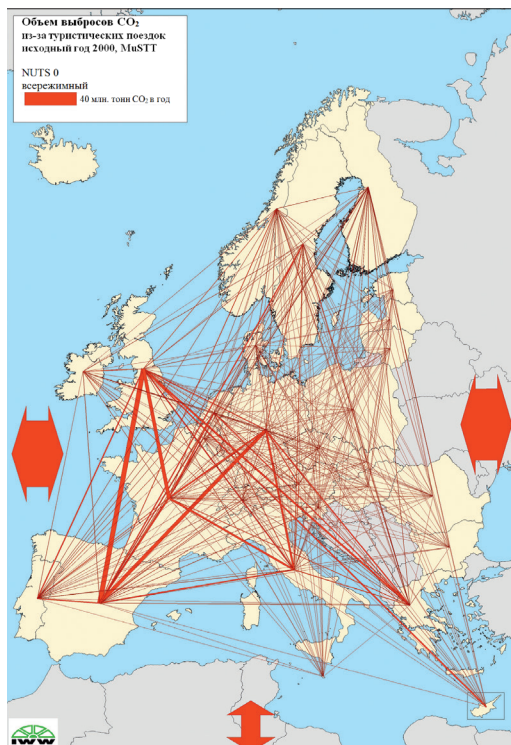 Объем выбросов CO₂
из-за туристических поездок
исходный год 2000, MuSTT
NUTS 0
всережимный
40 млн. тонн CO₂ в год
IWW